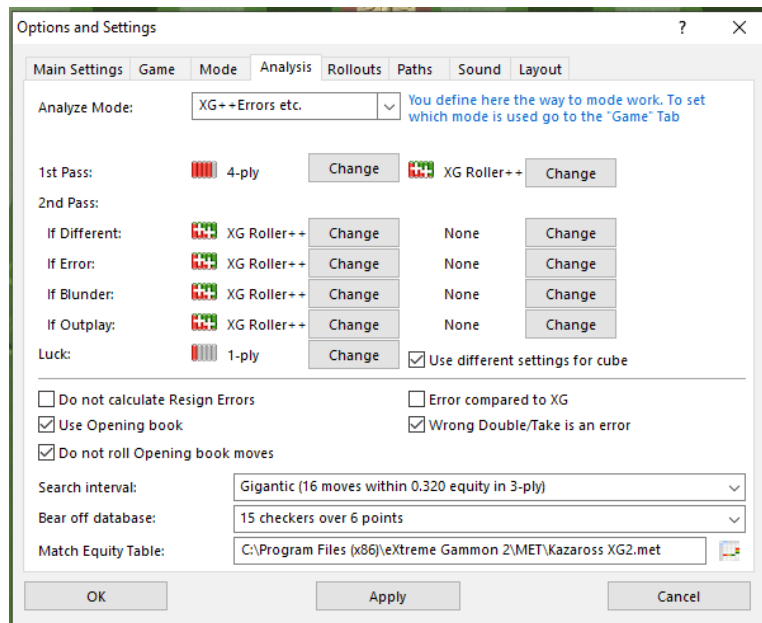 Options and Settings ?
Main Settings Game Mode Analysis Rollouts Paths Sound Layout
Analyze Mode: XG++Errors etc. You define here the way to mode work. To set
which mode is used go to the "Game" Tab
1st Pass: 4-ply Change XG Roller++ Change
2nd Pass:
If Different: XG Roller++ Change None Change
If Error: XG Roller++ Change None Change
If Blunder: XG Roller++ Change None Change
If Outplay: XG Roller++ Change None Change
Luck: 1-ply Change Use different settings for cube
Do not calculate Resign Errors Error compared to XG
Use Opening book Wrong Double/Take is an error
Do not roll Opening book moves
Search interval: Gigantic (16 moves within 0.320 equity in 3-ply)
Bear off database: 15 checkers over 6 points
Match Equity Table: C:\Program Files (x86)\eXtreme Gammon 2\MET\Kazaross XG2.met
OK Apply Cancel